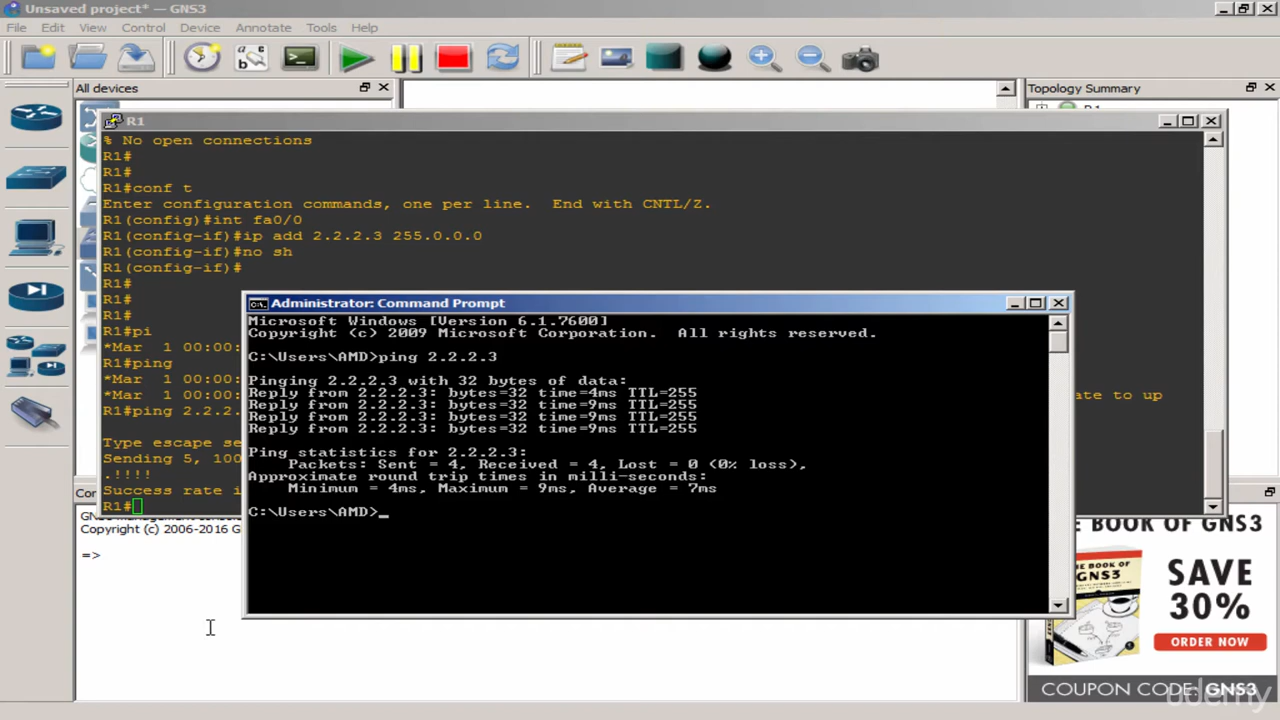 Unsaved project* — GNS3
File Edit View Control Device Annotate Tools Help
All devices
Topology Summary
R1
% No open connections
R1#
R1#
R1#conf t
Enter configuration commands, one per line. End with CNTL/Z.
R1(config)#int fa0/0
R1(config-if)#ip add 2.2.2.3 255.0.0.0
R1(config-if)#no sh
R1(config-if)#
R1#
R1#
R1#
R1#pi
*Mar 1 00:00:
R1#ping
*Mar 1 00:00:
*Mar 1 00:00: ate to up
R1#ping 2.2.2.
Type escape se
Sending 5, 100
.!!!!
Success rate i
R1#
Administrator: Command Prompt
Microsoft Windows [Version 6.1.7600]
Copyright (c) 2009 Microsoft Corporation. All rights reserved.
C:\Users\AMD>ping 2.2.2.3
Pinging 2.2.2.3 with 32 bytes of data:
Reply from 2.2.2.3: bytes=32 time=4ms TTL=255
Reply from 2.2.2.3: bytes=32 time=9ms TTL=255
Reply from 2.2.2.3: bytes=32 time=9ms TTL=255
Reply from 2.2.2.3: bytes=32 time=9ms TTL=255
Ping statistics for 2.2.2.3:
Packets: Sent = 4, Received = 4, Lost = 0 (0% loss),
Approximate round trip times in milli-seconds:
Minimum = 4ms, Maximum = 9ms, Average = 7ms
C:\Users\AMD>_
Copyright (c) 2006-2016 G
=>
THE BOOK OF GNS3
SAVE
30%
ORDER NOW
COUPON CODE: GNS3
udemy